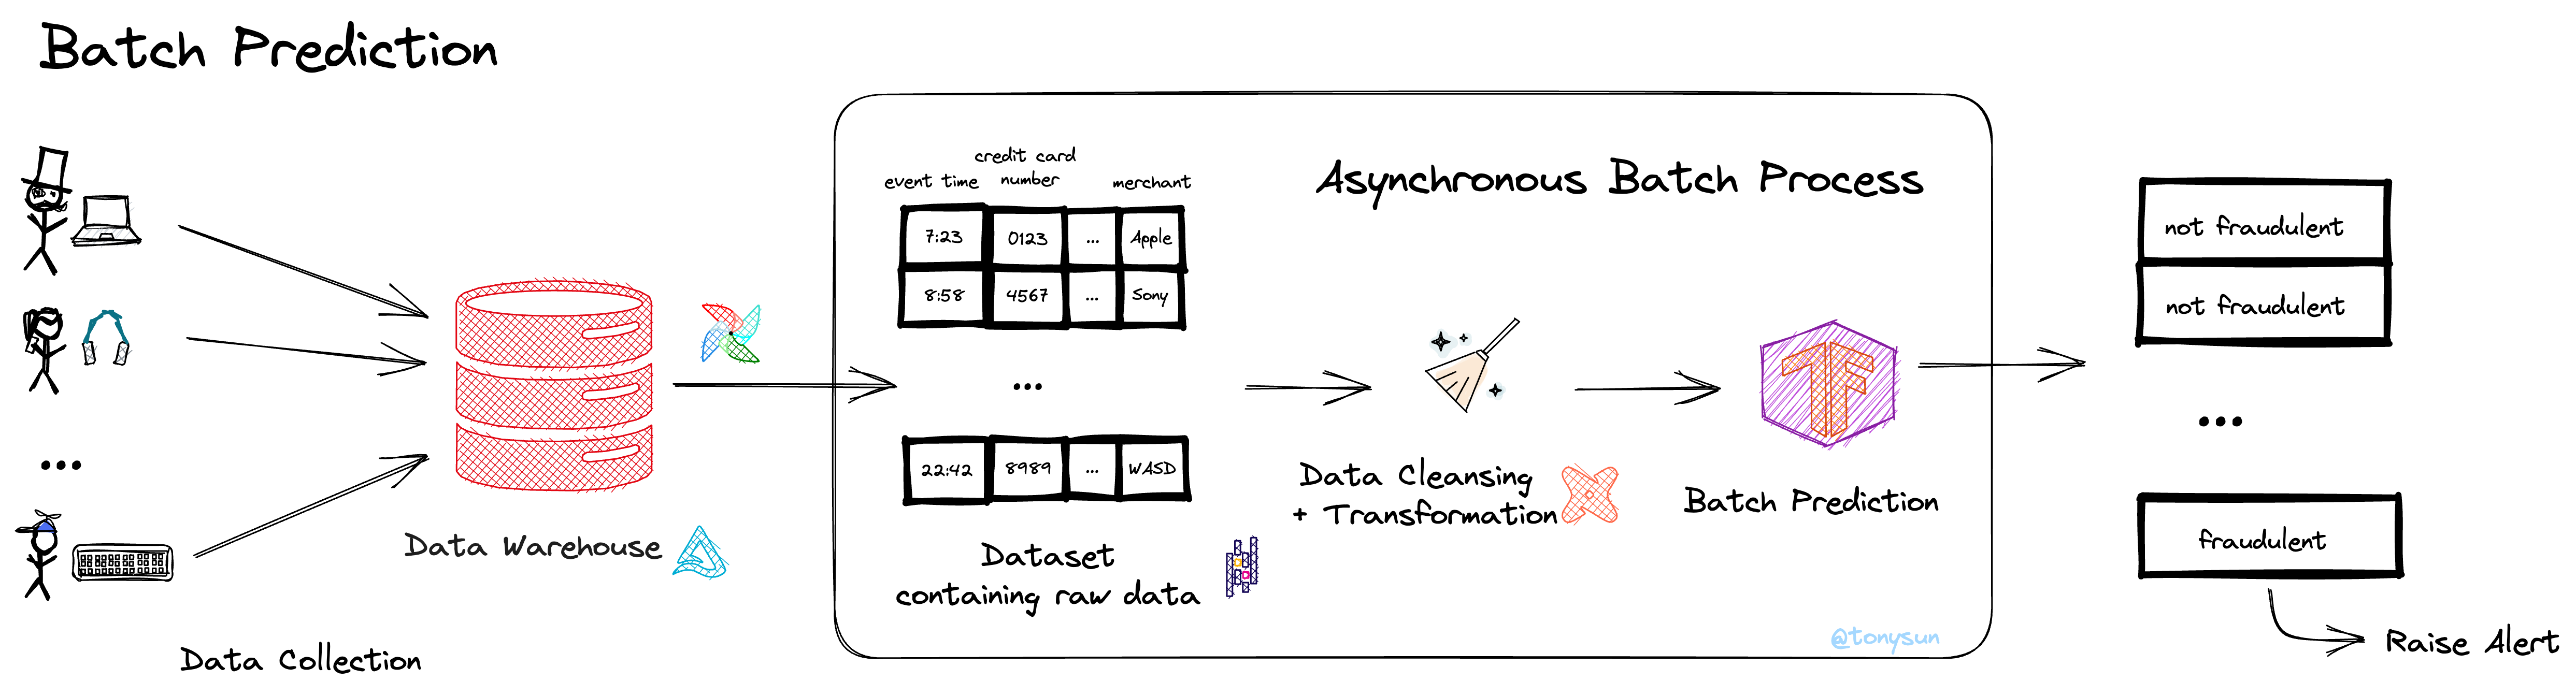 Batch Prediction
...
Data Collection
Data Warehouse
Asynchronous Batch Process
event time
credit card
number
merchant
7:23 0123 ... Apple
8:58 4567 ... Sony
...
22:42 8989 ... WASD
Dataset
containing raw data
Data Cleansing
+ Transformation
TF
Batch Prediction
@tonysun
not fraudulent
not fraudulent
...
fraudulent
Raise Alert